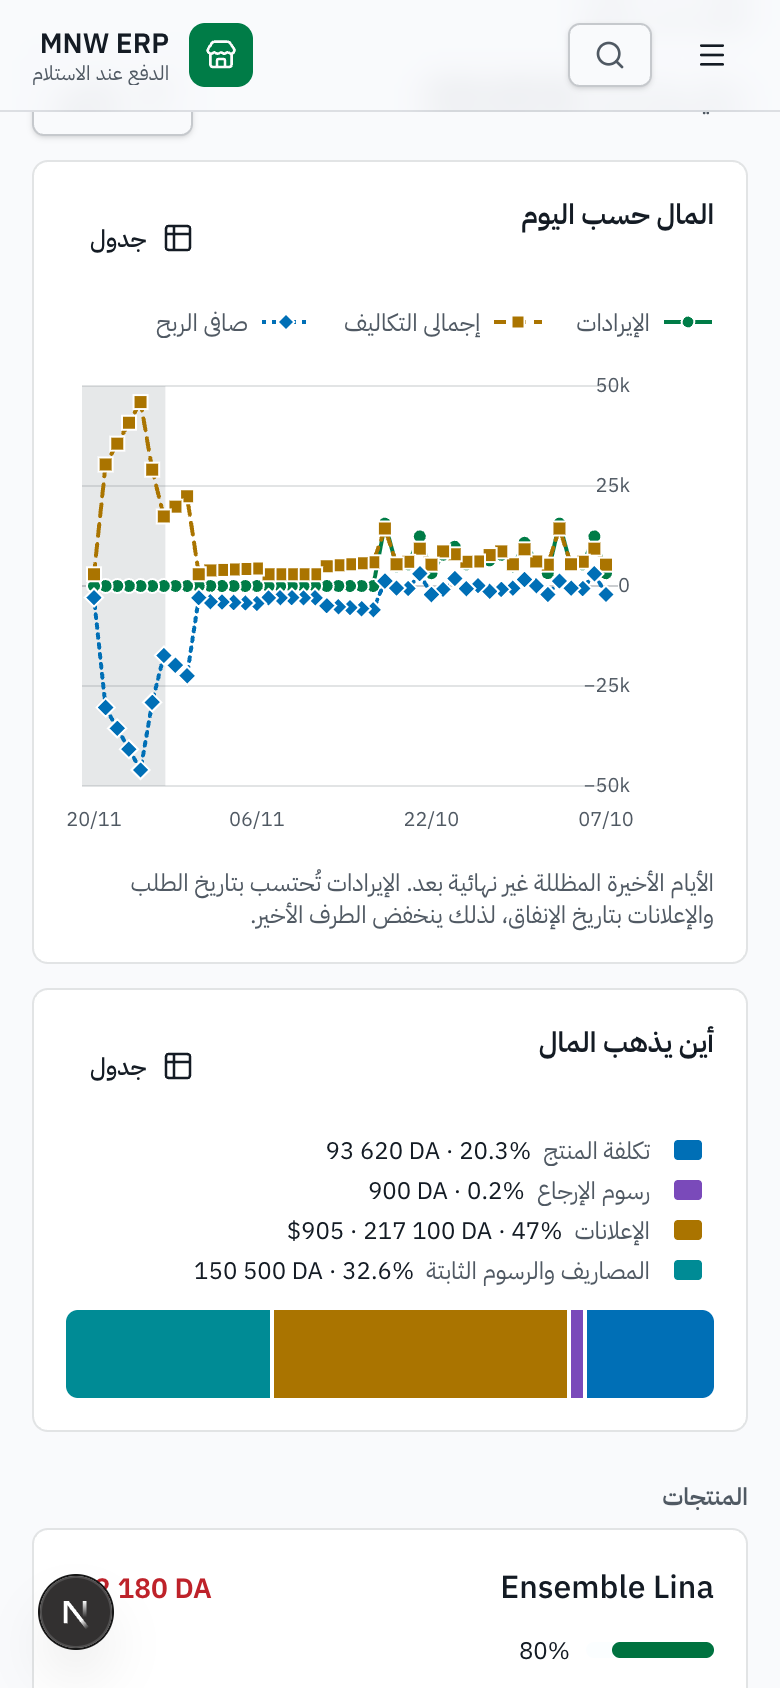 MNW ERP
الدفع عند الاستلام
المال حسب اليوم
جدول
الإيرادات
إجمالي التكاليف
صافي الربح
50k
25k
0
−25k
−50k
20/11
06/11
22/10
07/10
الأيام الأخيرة المظللة غير نهائية بعد. الإيرادات تُحتسب بتاريخ الطلب
والإعلانات بتاريخ الإنفاق، لذلك ينخفض الطرف الأخير.
أين يذهب المال
جدول
تكلفة المنتج 93 620 DA · 20.3%
رسوم الإرجاع 900 DA · 0.2%
الإعلانات $905 · 217 100 DA · 47%
المصاريف والرسوم الثابتة 150 500 DA · 32.6%
المنتجات
Ensemble Lina
180 DA
80%
N